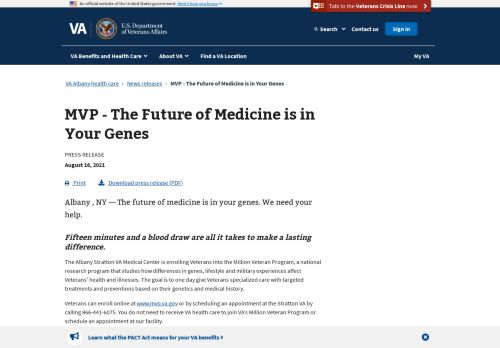 An official website of the United States government Here's how you know
Talk to the Veterans Crisis Line now
VA
U.S. Department
of Veterans Affairs
Search
Contact us
Sign in
VA Benefits and Health Care
About VA
Find a VA Location
My VA
VA Albany health care › News releases › MVP - The Future of Medicine is in Your Genes
MVP - The Future of Medicine is in
Your Genes
PRESS RELEASE
August 16, 2021
Print
Download press release (PDF)
Albany , NY — The future of medicine is in your genes. We need your
help.
Fifteen minutes and a blood draw are all it takes to make a lasting
difference.
The Albany Stratton VA Medical Center is enrolling Veterans into the Million Veteran Program, a national
research program that studies how differences in genes, lifestyle and military experiences affect
Veterans' health and illnesses. The goal is to one day give Veterans specialized care with targeted
treatments and preventions based on their genetics and medical history.
Veterans can enroll online at www.mvp.va.gov or by scheduling an appointment at the Stratton VA by
calling 866-441-6075. You do not need to receive VA health care to join VA's Million Veteran Program or
schedule an appointment at our facility.
Learn what the PACT Act means for your VA benefits